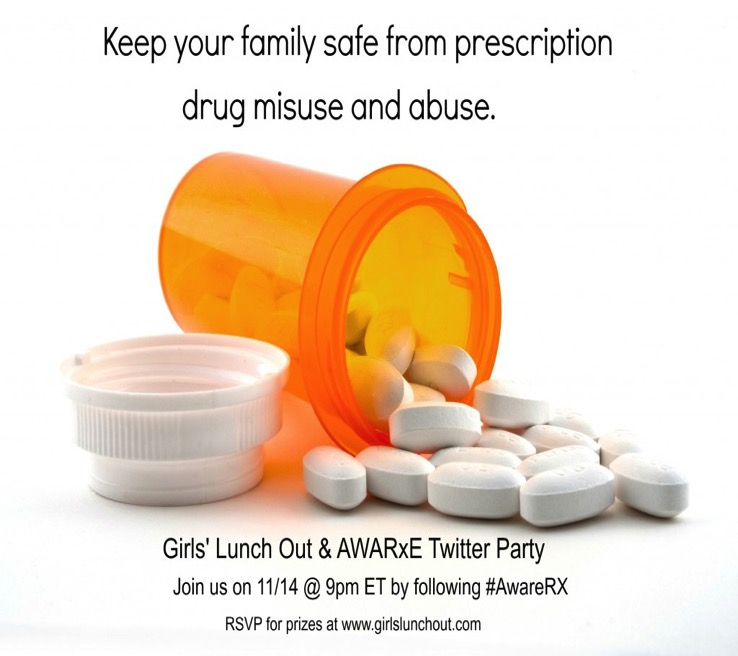 Keep your family safe from prescription
drug misuse and abuse.
Girls' Lunch Out & AWARxE Twitter Party
Join us on 11/14 @ 9pm ET by following #AwareRX
RSVP for prizes at www.girlslunchout.com